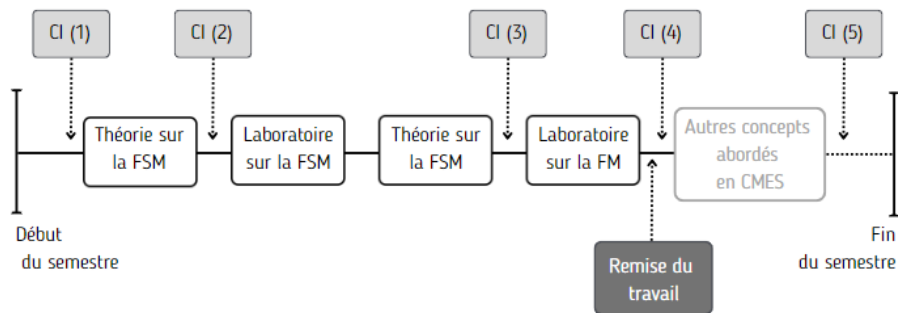 CI (1)
CI (2)
CI (3)
CI (4)
CI (5)
Théorie sur
la FSM
Laboratoire
sur la FSM
Théorie sur
la FSM
Laboratoire
sur la FM
Autres concepts
abordés
en CMES
Début
du semestre
Remise du
travail
Fin
du semestre